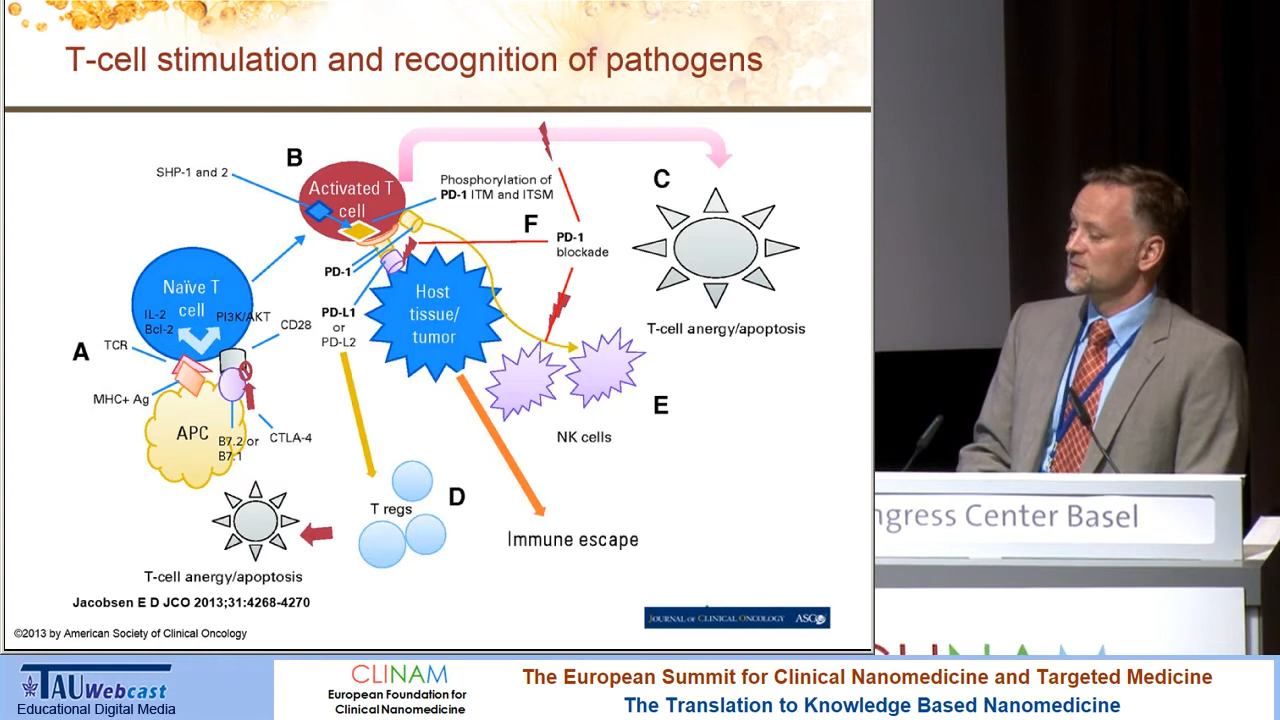 T-cell stimulation and recognition of pathogens
B
SHP-1 and 2
Activated T
cell
Phosphorylation of
PD-1 ITM and ITSM
C
F
PD-1
blockade
PD-1
Naïve T
cell
IL-2
Bcl-2
PI3K/AKT
CD28
PD-L1
or
PD-L2
Host
tissue/
tumor
T-cell anergy/apoptosis
A
TCR
MHC+ Ag
APC
B7.2 or
B7.1
CTLA-4
E
NK cells
T regs
D
Immune escape
T-cell anergy/apoptosis
Jacobsen E D JCO 2013;31:4268-4270
©2013 by American Society of Clinical Oncology
JOURNAL OF CLINICAL ONCOLOGY ASCO
ngress Center Basel
CLINAM
TAU Webcast
Educational Digital Media
CLINAM
European Foundation for
Clinical Nanomedicine
The European Summit for Clinical Nanomedicine and Targeted Medicine
The Translation to Knowledge Based Nanomedicine